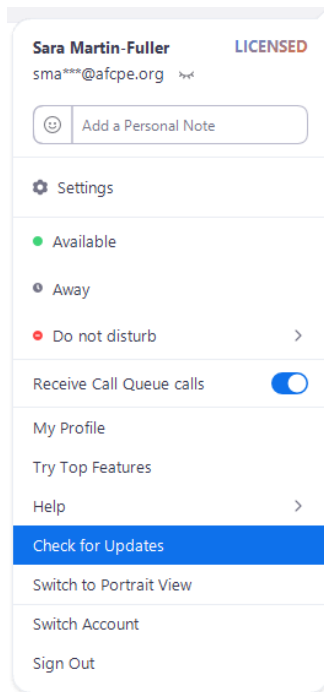 Sara Martin-Fuller LICENSED
sma***@afcpe.org
Add a Personal Note
Settings
Available
Away
Do not disturb
Receive Call Queue calls
My Profile
Try Top Features
Help
Check for Updates
Switch to Portrait View
Switch Account
Sign Out